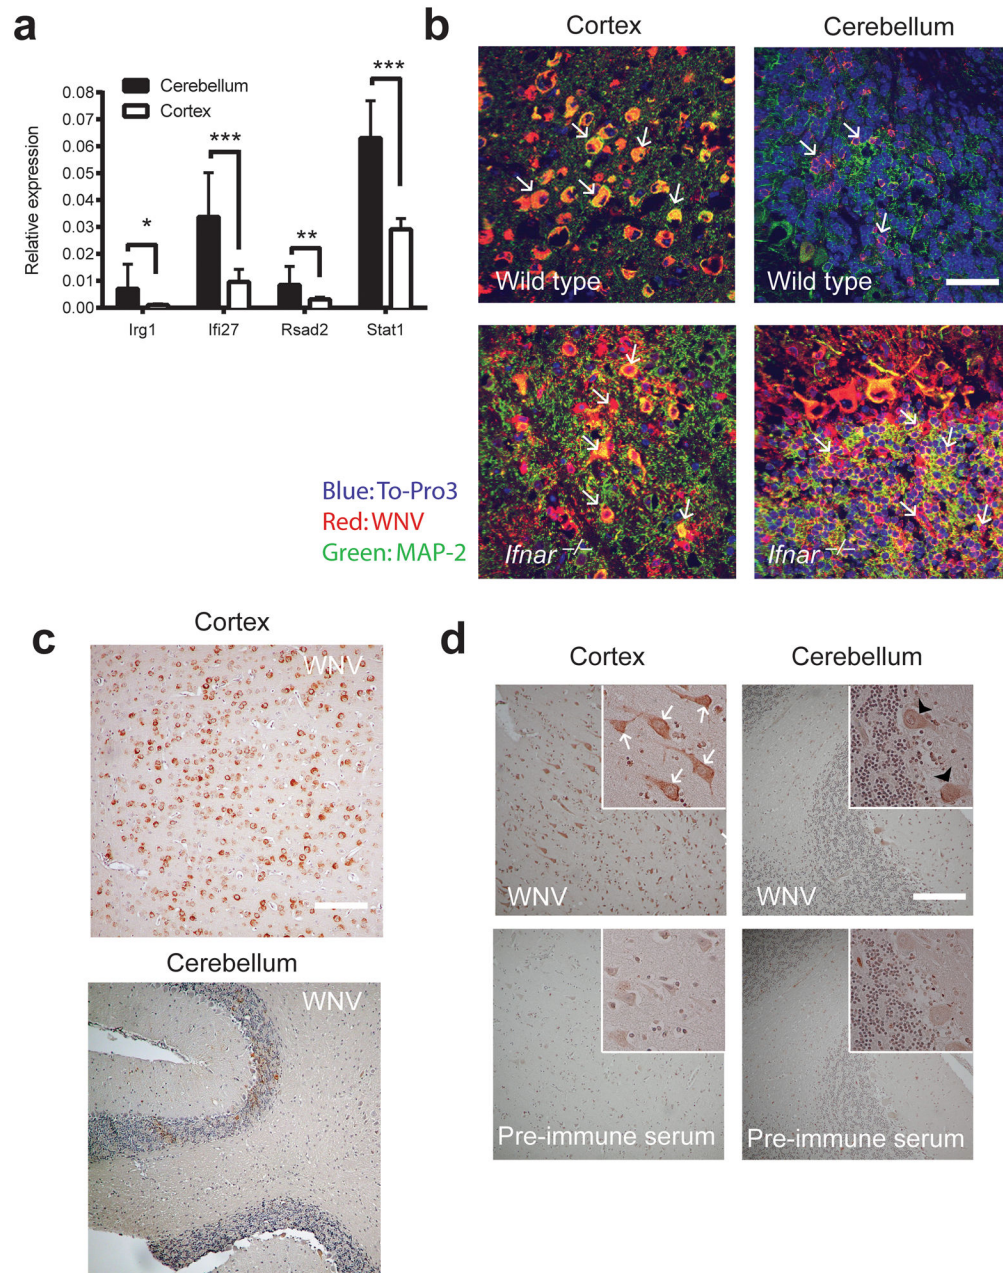 a
Cerebellum
Cortex
Relative expression
0.08
0.07
0.06
0.05
0.04
0.03
0.02
0.01
0.00
*
***
**
***
Irg1 Ifi27 Rsad2 Stat1
b
Cortex Cerebellum
Wild type Wild type
Ifnar –/– Ifnar –/–
Blue: To-Pro3
Red: WNV
Green: MAP-2
c
Cortex
WNV
Cerebellum
WNV
d
Cortex Cerebellum
WNV WNV
Pre-immune serum Pre-immune serum